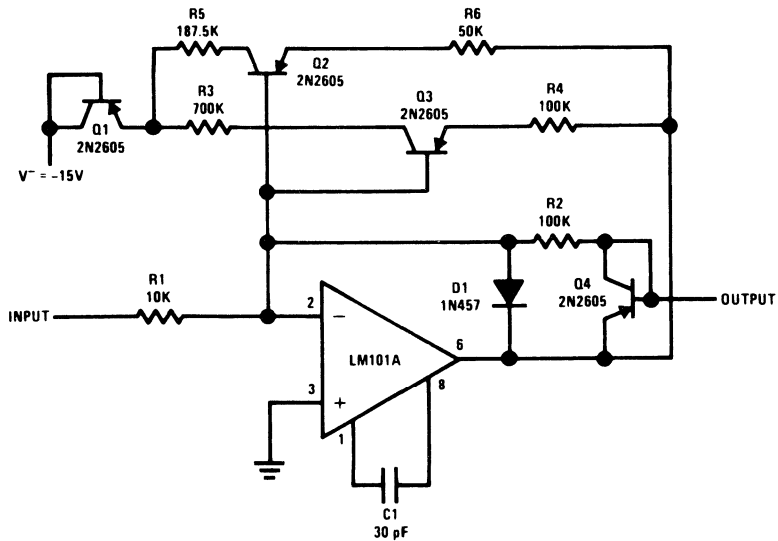 R5
187.5K
R6
50K
Q2
2N2605
R3
700K
Q3
2N2605
R4
100K
Q1
2N2605
V⁻ = −15V
R2
100K
R1
10K
D1
1N457
Q4
2N2605
INPUT
2
−
OUTPUT
LM101A
6
3
+
8
1
C1
30 pF